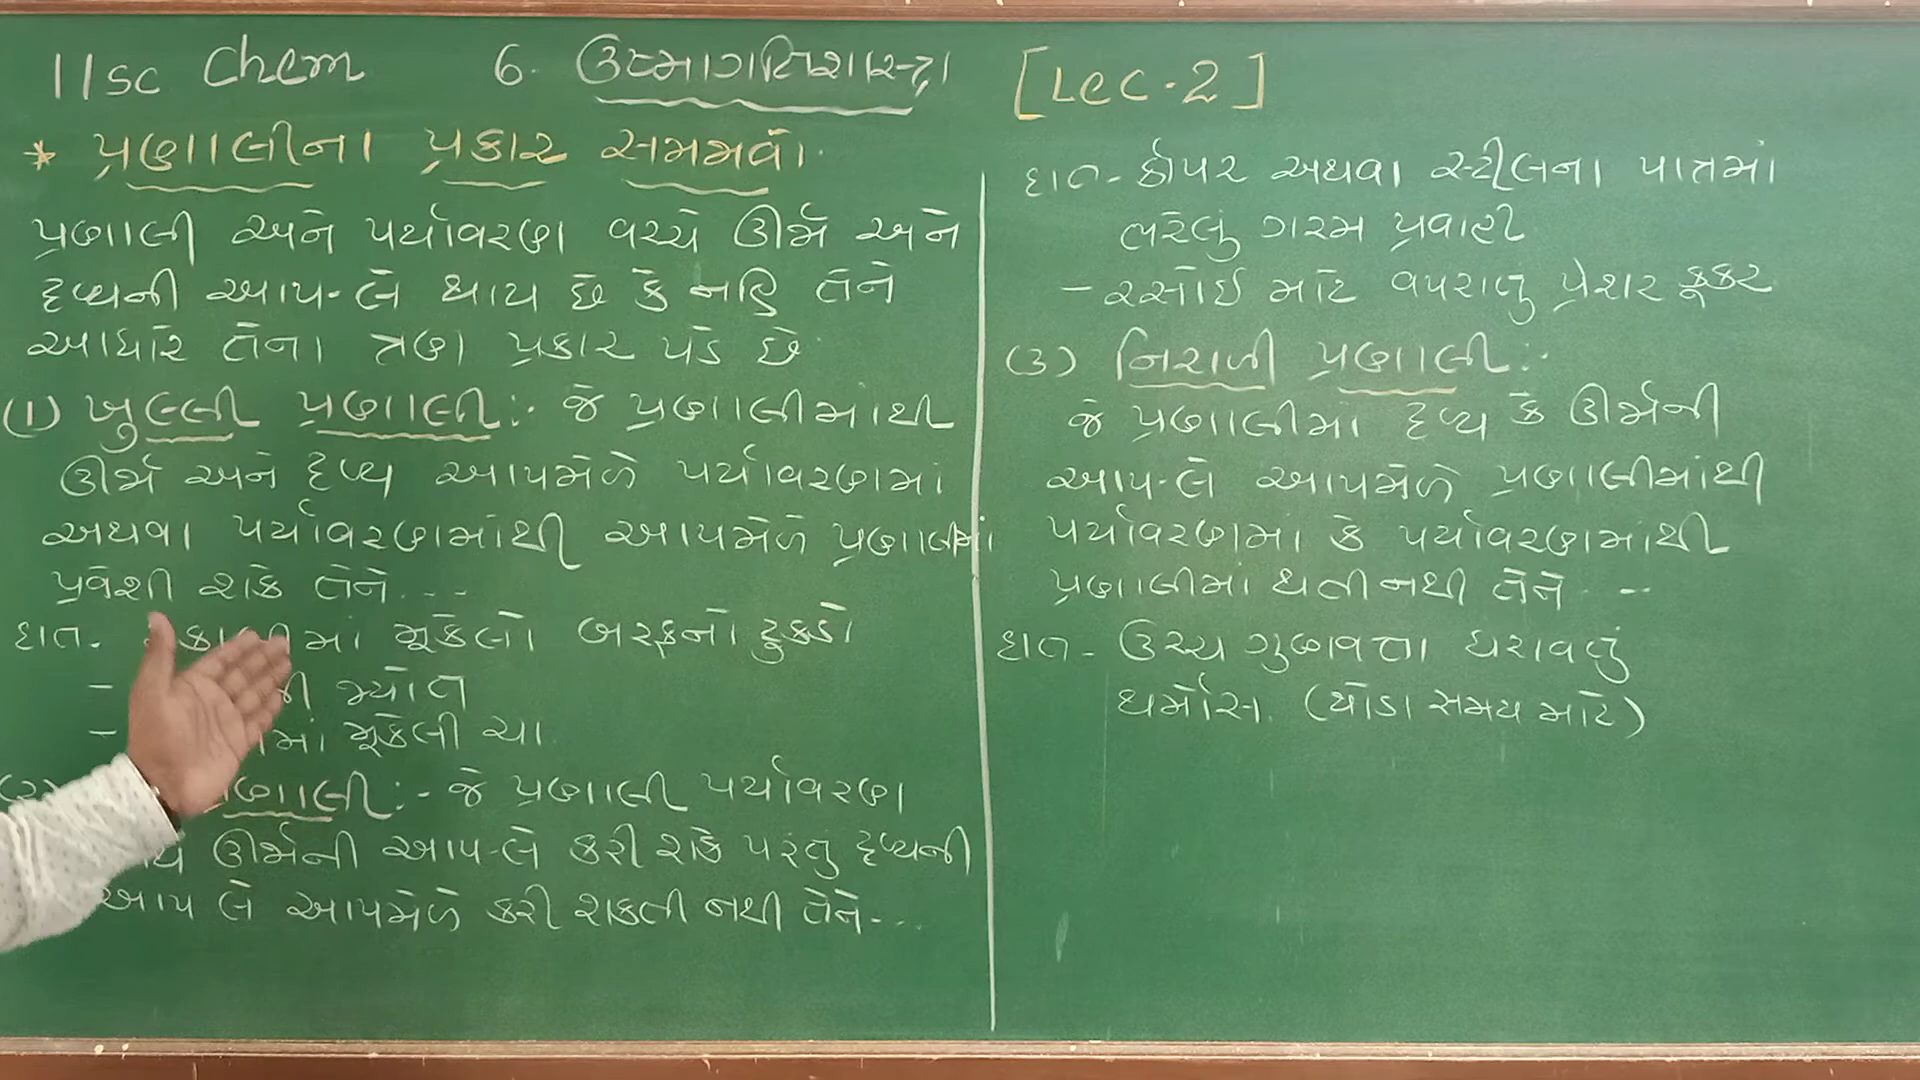 11sc Chem 6. ઉષ્માગતિશાસ્ત્ર [Lec.2]
* પ્રણાલીના પ્રકાર સમજાવો.
પ્રણાલી અને પર્યાવરણ વચ્ચે ઊર્જા અને
દ્રવ્યની આપ-લે થાય છે કે નહિ તેને
આધારે તેના ત્રણ પ્રકાર પડે છે.
(1) ખુલ્લી પ્રણાલી:- જે પ્રણાલીમાંથી
ઊર્જા અને દ્રવ્ય આપમેળે પર્યાવરણમાં
અથવા પર્યાવરણમાંથી આપમેળે પ્રણાલીમાં
પ્રવેશી શકે તેને ...
દા.ત. મૂકેલો બરફનો ટુકડો
- જ્યોત
- મૂકેલી ચા
(2) પ્રણાલી:- જે પ્રણાલી પર્યાવરણ
ઊર્જાની આપ-લે કરી શકે પરંતુ દ્રવ્યની
આપ લે આપમેળે કરી શકતી નથી તેને...
દા.ત.- કોપર અથવા સ્ટીલના પાત્રમાં
ભરેલું ગરમ પ્રવાહી
- રસોઈ માટે વપરાતું પ્રેશર કૂકર
(3) નિરાળી પ્રણાલી:-
જે પ્રણાલીમાં દ્રવ્ય કે ઊર્જાની
આપ-લે આપમેળે પ્રણાલીમાંથી
પર્યાવરણમાં કે પર્યાવરણમાંથી
પ્રણાલીમાં થતી નથી તેને ...
દા.ત- ઉચ્ચ ગુણવત્તા ધરાવતું
થર્મોસ. (થોડા સમય માટે)